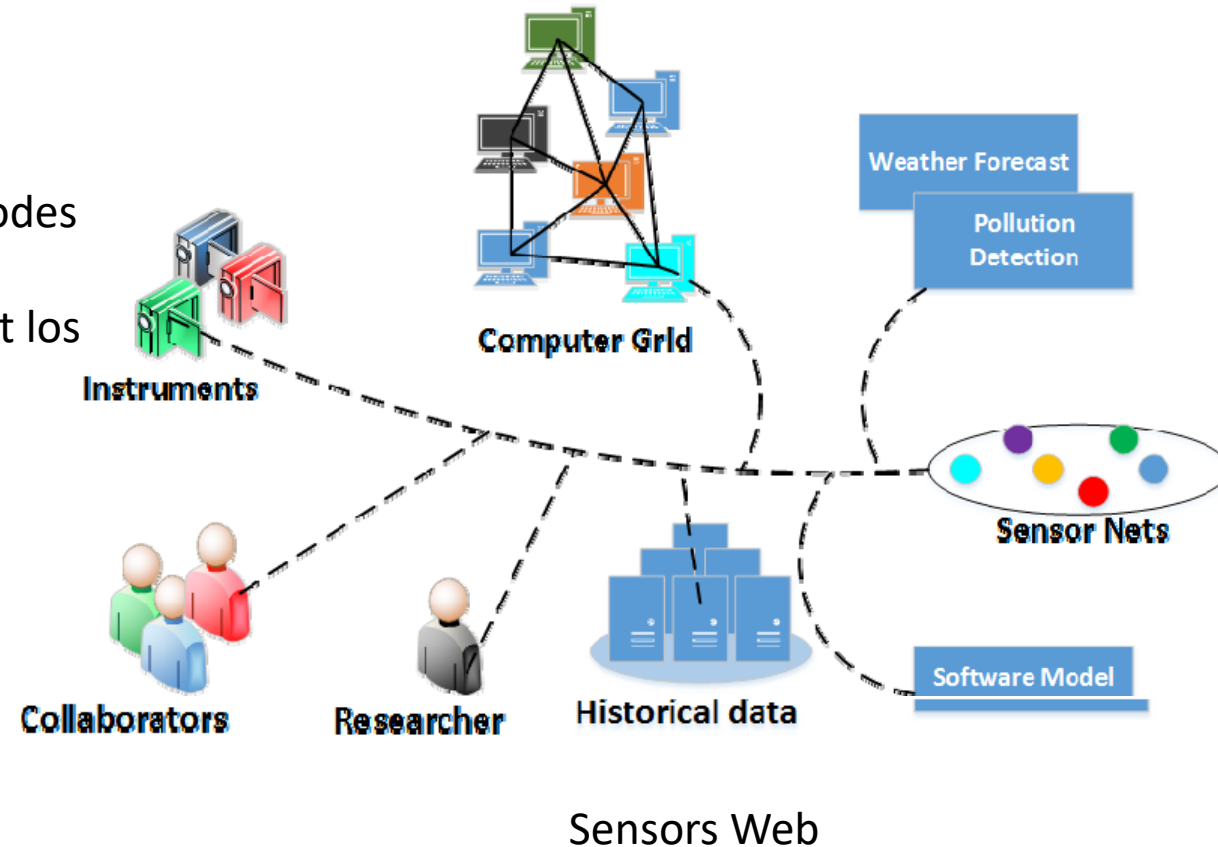 odes
t los
Instruments
Computer Grid
Weather Forecast
Pollution
Detection
Sensor Nets
Collaborators
Researcher
Historical data
Software Model
Sensors Web